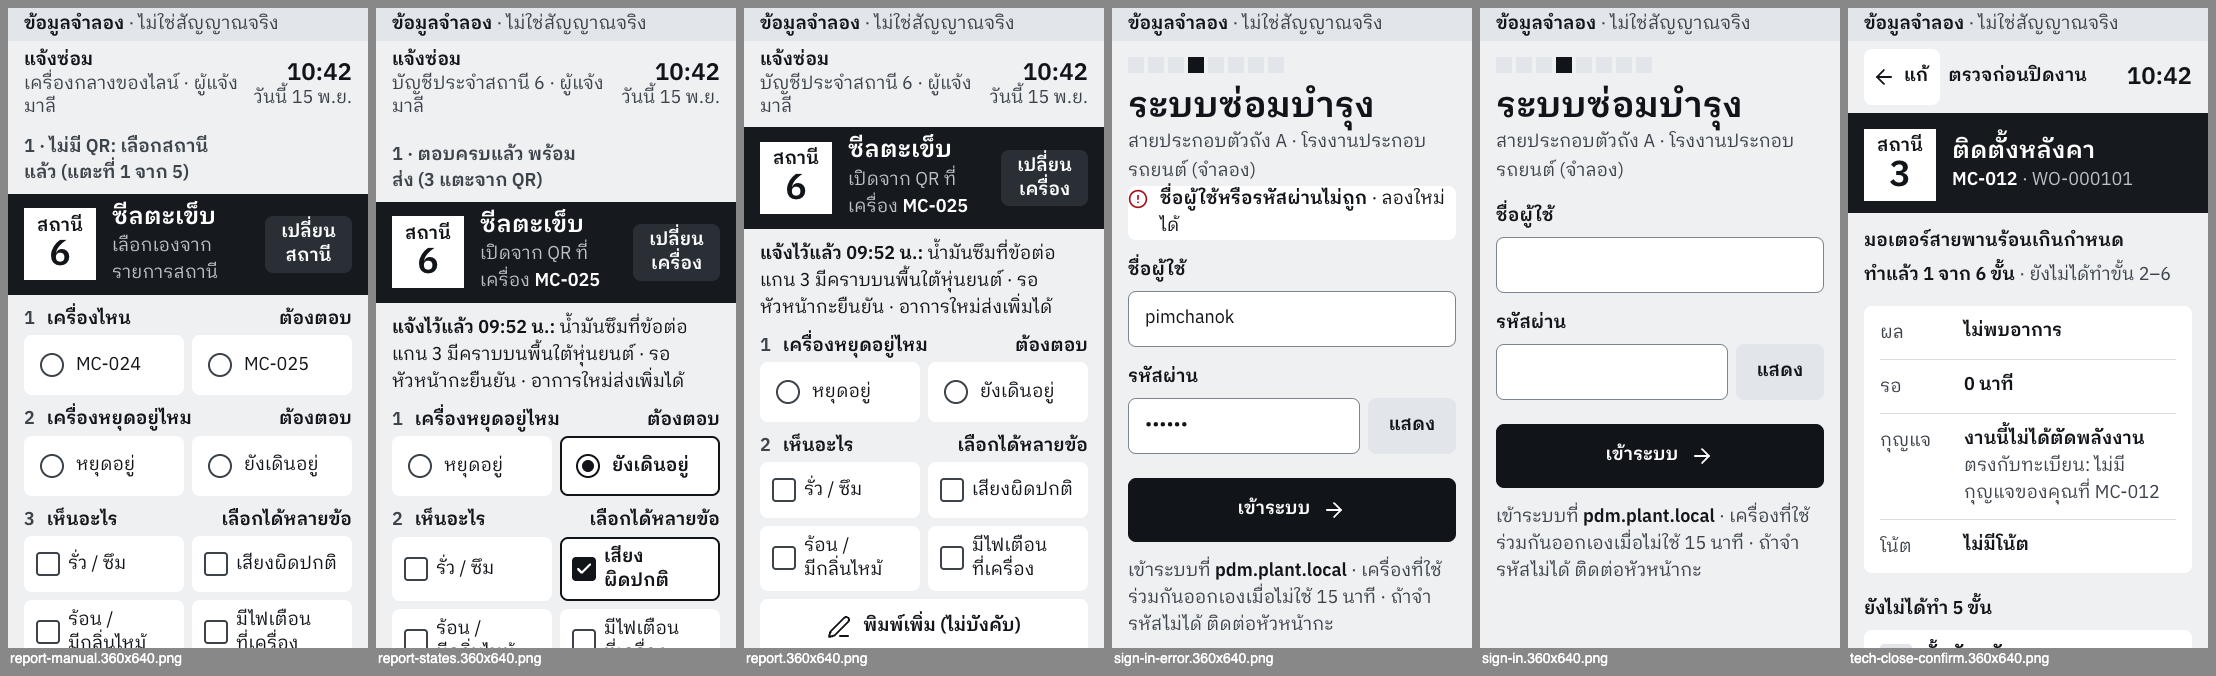 ข้อมูลจำลอง · ไม่ใช่สัญญาณจริง
แจ้งซ่อม
เครื่องกลางของไลน์ · ผู้แจ้ง
มาลี
10:42
วันนี้ 15 พ.ย.
1 · ไม่มี QR: เลือกสถานี
แล้ว (แตะที่ 1 จาก 5)
สถานี
6
ซีลตะเข็บ
เลือกเองจาก
รายการสถานี
เปลี่ยน
สถานี
1 เครื่องไหน ต้องตอบ
MC-024 MC-025
2 เครื่องหยุดอยู่ไหม ต้องตอบ
หยุดอยู่ ยังเดินอยู่
3 เห็นอะไร เลือกได้หลายข้อ
รั่ว / ซึม เสียงผิดปกติ
ร้อน /
มีกลิ่นไหม้
มีไฟเตือน
ที่เครื่อง
report-manual.360x640.png
ข้อมูลจำลอง · ไม่ใช่สัญญาณจริง
แจ้งซ่อม
บัญชีประจำสถานี 6 · ผู้แจ้ง
มาลี
10:42
วันนี้ 15 พ.ย.
1 · ตอบครบแล้ว พร้อม
ส่ง (3 แตะจาก QR)
สถานี
6
ซีลตะเข็บ
เปิดจาก QR ที่
เครื่อง MC-025
เปลี่ยน
เครื่อง
แจ้งไว้แล้ว 09:52 น.: น้ำมันซึมที่ข้อต่อ
แกน 3 มีคราบบนพื้นใต้หุ่นยนต์ · รอ
หัวหน้ากะยืนยัน · อาการใหม่ส่งเพิ่มได้
1 เครื่องหยุดอยู่ไหม ต้องตอบ
หยุดอยู่ ยังเดินอยู่
2 เห็นอะไร เลือกได้หลายข้อ
รั่ว / ซึม
เสียง
ผิดปกติ
ร้อน /
มีกลิ่นไหม้
มีไฟเตือน
ที่เครื่อง
report-states.360x640.png
ข้อมูลจำลอง · ไม่ใช่สัญญาณจริง
แจ้งซ่อม
บัญชีประจำสถานี 6 · ผู้แจ้ง
มาลี
10:42
วันนี้ 15 พ.ย.
สถานี
6
ซีลตะเข็บ
เปิดจาก QR ที่
เครื่อง MC-025
เปลี่ยน
เครื่อง
แจ้งไว้แล้ว 09:52 น.: น้ำมันซึมที่ข้อต่อ
แกน 3 มีคราบบนพื้นใต้หุ่นยนต์ · รอ
หัวหน้ากะยืนยัน · อาการใหม่ส่งเพิ่มได้
1 เครื่องหยุดอยู่ไหม ต้องตอบ
หยุดอยู่ ยังเดินอยู่
2 เห็นอะไร เลือกได้หลายข้อ
รั่ว / ซึม เสียงผิดปกติ
ร้อน /
มีกลิ่นไหม้
มีไฟเตือน
ที่เครื่อง
พิมพ์เพิ่ม (ไม่บังคับ)
report.360x640.png
ข้อมูลจำลอง · ไม่ใช่สัญญาณจริง
ระบบซ่อมบำรุง
สายประกอบตัวถัง A · โรงงานประกอบ
รถยนต์ (จำลอง)
ชื่อผู้ใช้หรือรหัสผ่านไม่ถูก · ลองใหม่
ได้
ชื่อผู้ใช้
pimchanok
รหัสผ่าน
•••••• แสดง
เข้าระบบ →
เข้าระบบที่ pdm.plant.local · เครื่องที่ใช้
ร่วมกันออกเองเมื่อไม่ใช้ 15 นาที · ถ้าจำ
รหัสไม่ได้ ติดต่อหัวหน้ากะ
sign-in-error.360x640.png
ข้อมูลจำลอง · ไม่ใช่สัญญาณจริง
ระบบซ่อมบำรุง
สายประกอบตัวถัง A · โรงงานประกอบ
รถยนต์ (จำลอง)
ชื่อผู้ใช้
รหัสผ่าน
แสดง
เข้าระบบ →
เข้าระบบที่ pdm.plant.local · เครื่องที่ใช้
ร่วมกันออกเองเมื่อไม่ใช้ 15 นาที · ถ้าจำ
รหัสไม่ได้ ติดต่อหัวหน้ากะ
sign-in.360x640.png
ข้อมูลจำลอง · ไม่ใช่สัญญาณจริง
← แก้ ตรวจก่อนปิดงาน 10:42
สถานี
3
ติดตั้งหลังคา
MC-012 · WO-000101
มอเตอร์สายพานร้อนเกินกำหนด
ทำแล้ว 1 จาก 6 ขั้น · ยังไม่ได้ทำขั้น 2–6
ผล ไม่พบอาการ
รอ 0 นาที
กุญแจ งานนี้ไม่ได้ตัดพลังงาน
ตรงกับทะเบียน: ไม่มี
กุญแจของคุณที่ MC-012
โน้ต ไม่มีโน้ต
ยังไม่ได้ทำ 5 ขั้น
tech-close-confirm.360x640.png